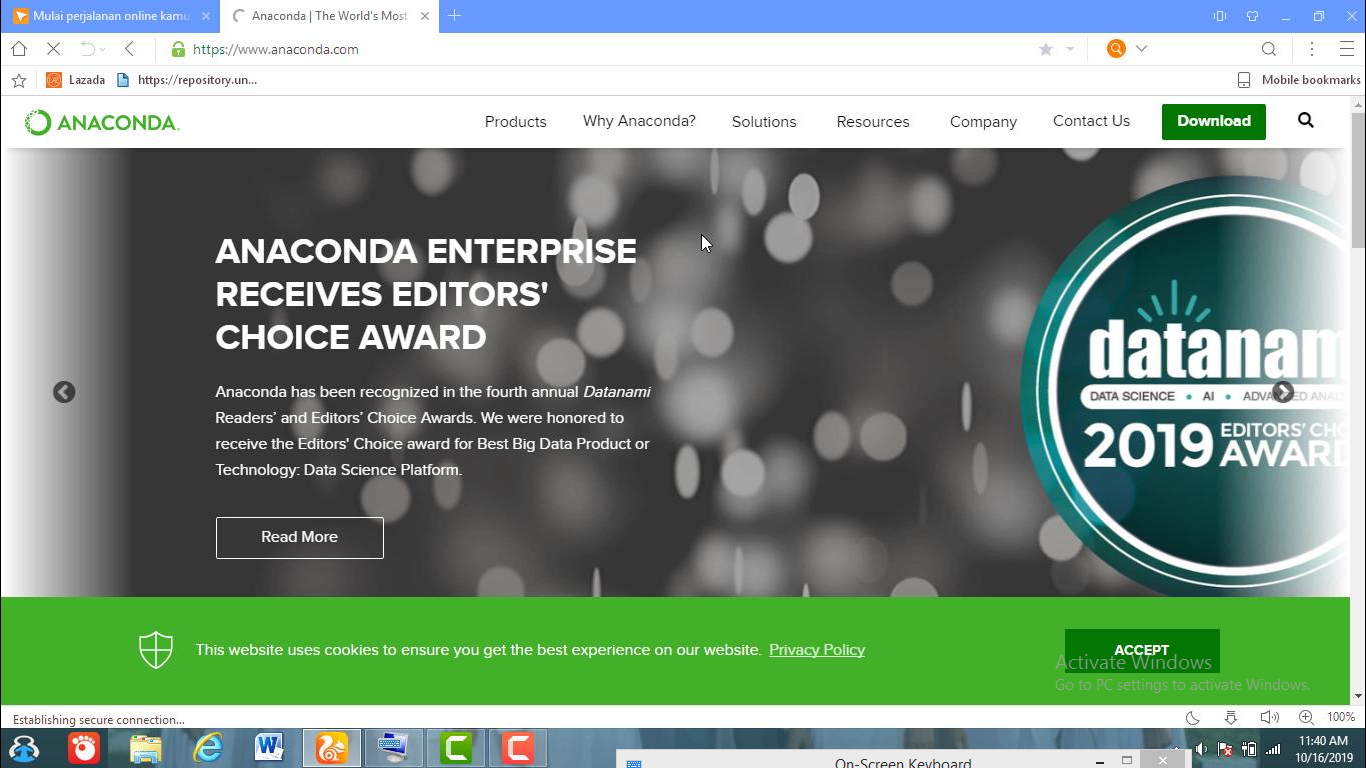 Mulai perjalanan online kamu
Anaconda | The World's Most
https://www.anaconda.com
Lazada
https://repository.un...
Mobile bookmarks
ANACONDA.
Products
Why Anaconda?
Solutions
Resources
Company
Contact Us
Download
ANACONDA ENTERPRISE
RECEIVES EDITORS'
CHOICE AWARD
Anaconda has been recognized in the fourth annual Datanami
Readers’ and Editors’ Choice Awards. We were honored to
receive the Editors' Choice award for Best Big Data Product or
Technology: Data Science Platform.
Read More
datanam
DATA SCIENCE • AI • ADVANCED ANAL
2019 EDITORS' CHO
AWARD
This website uses cookies to ensure you get the best experience on our website. Privacy Policy
ACCEPT
Activate Windows
Go to PC settings to activate Windows.
Establishing secure connection...
100%
11:40 AM
10/16/2019
On-Screen Keyboard